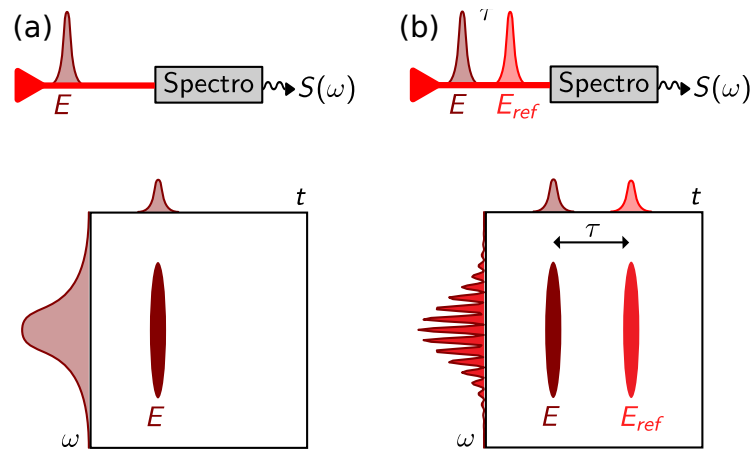 (a)
Spectro
S(ω)
E
t
E
ω
(b)
τ
Spectro
S(ω)
E
E_ref
t
τ
E
E_ref
ω